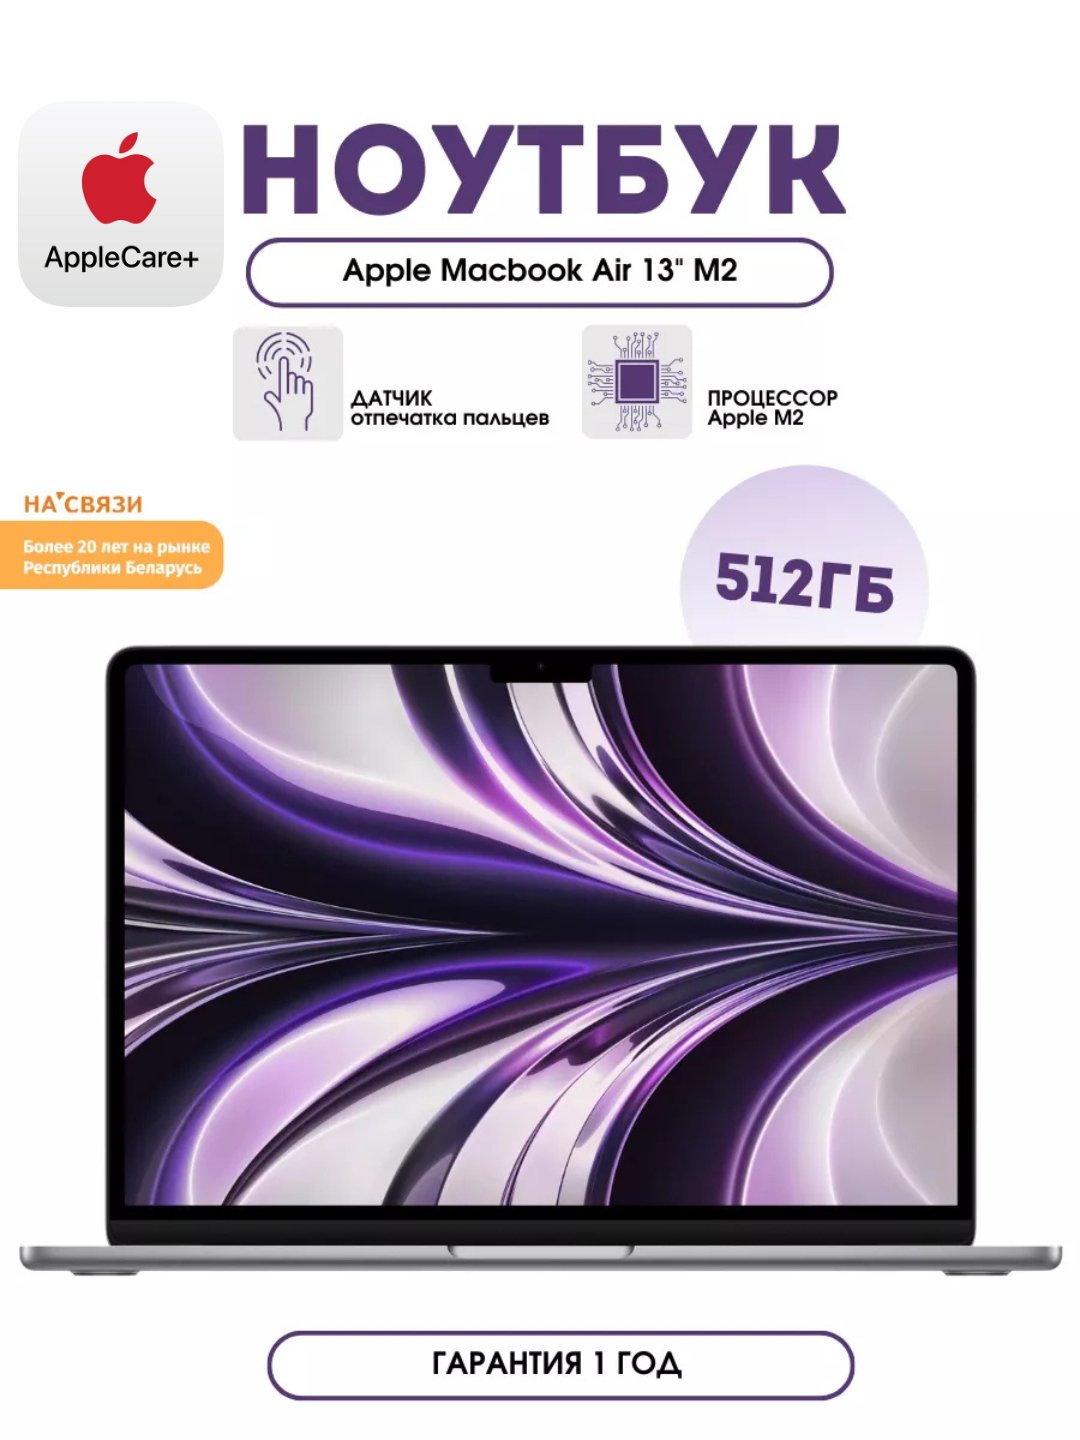 AppleCare+
НОУТБУК
Apple Macbook Air 13" M2
ДАТЧИК
отпечатка пальцев
ПРОЦЕССОР
Apple M2
НА СВЯЗИ
Более 20 лет на рынке
Республики Беларусь
512ГБ
ГАРАНТИЯ 1 ГОД